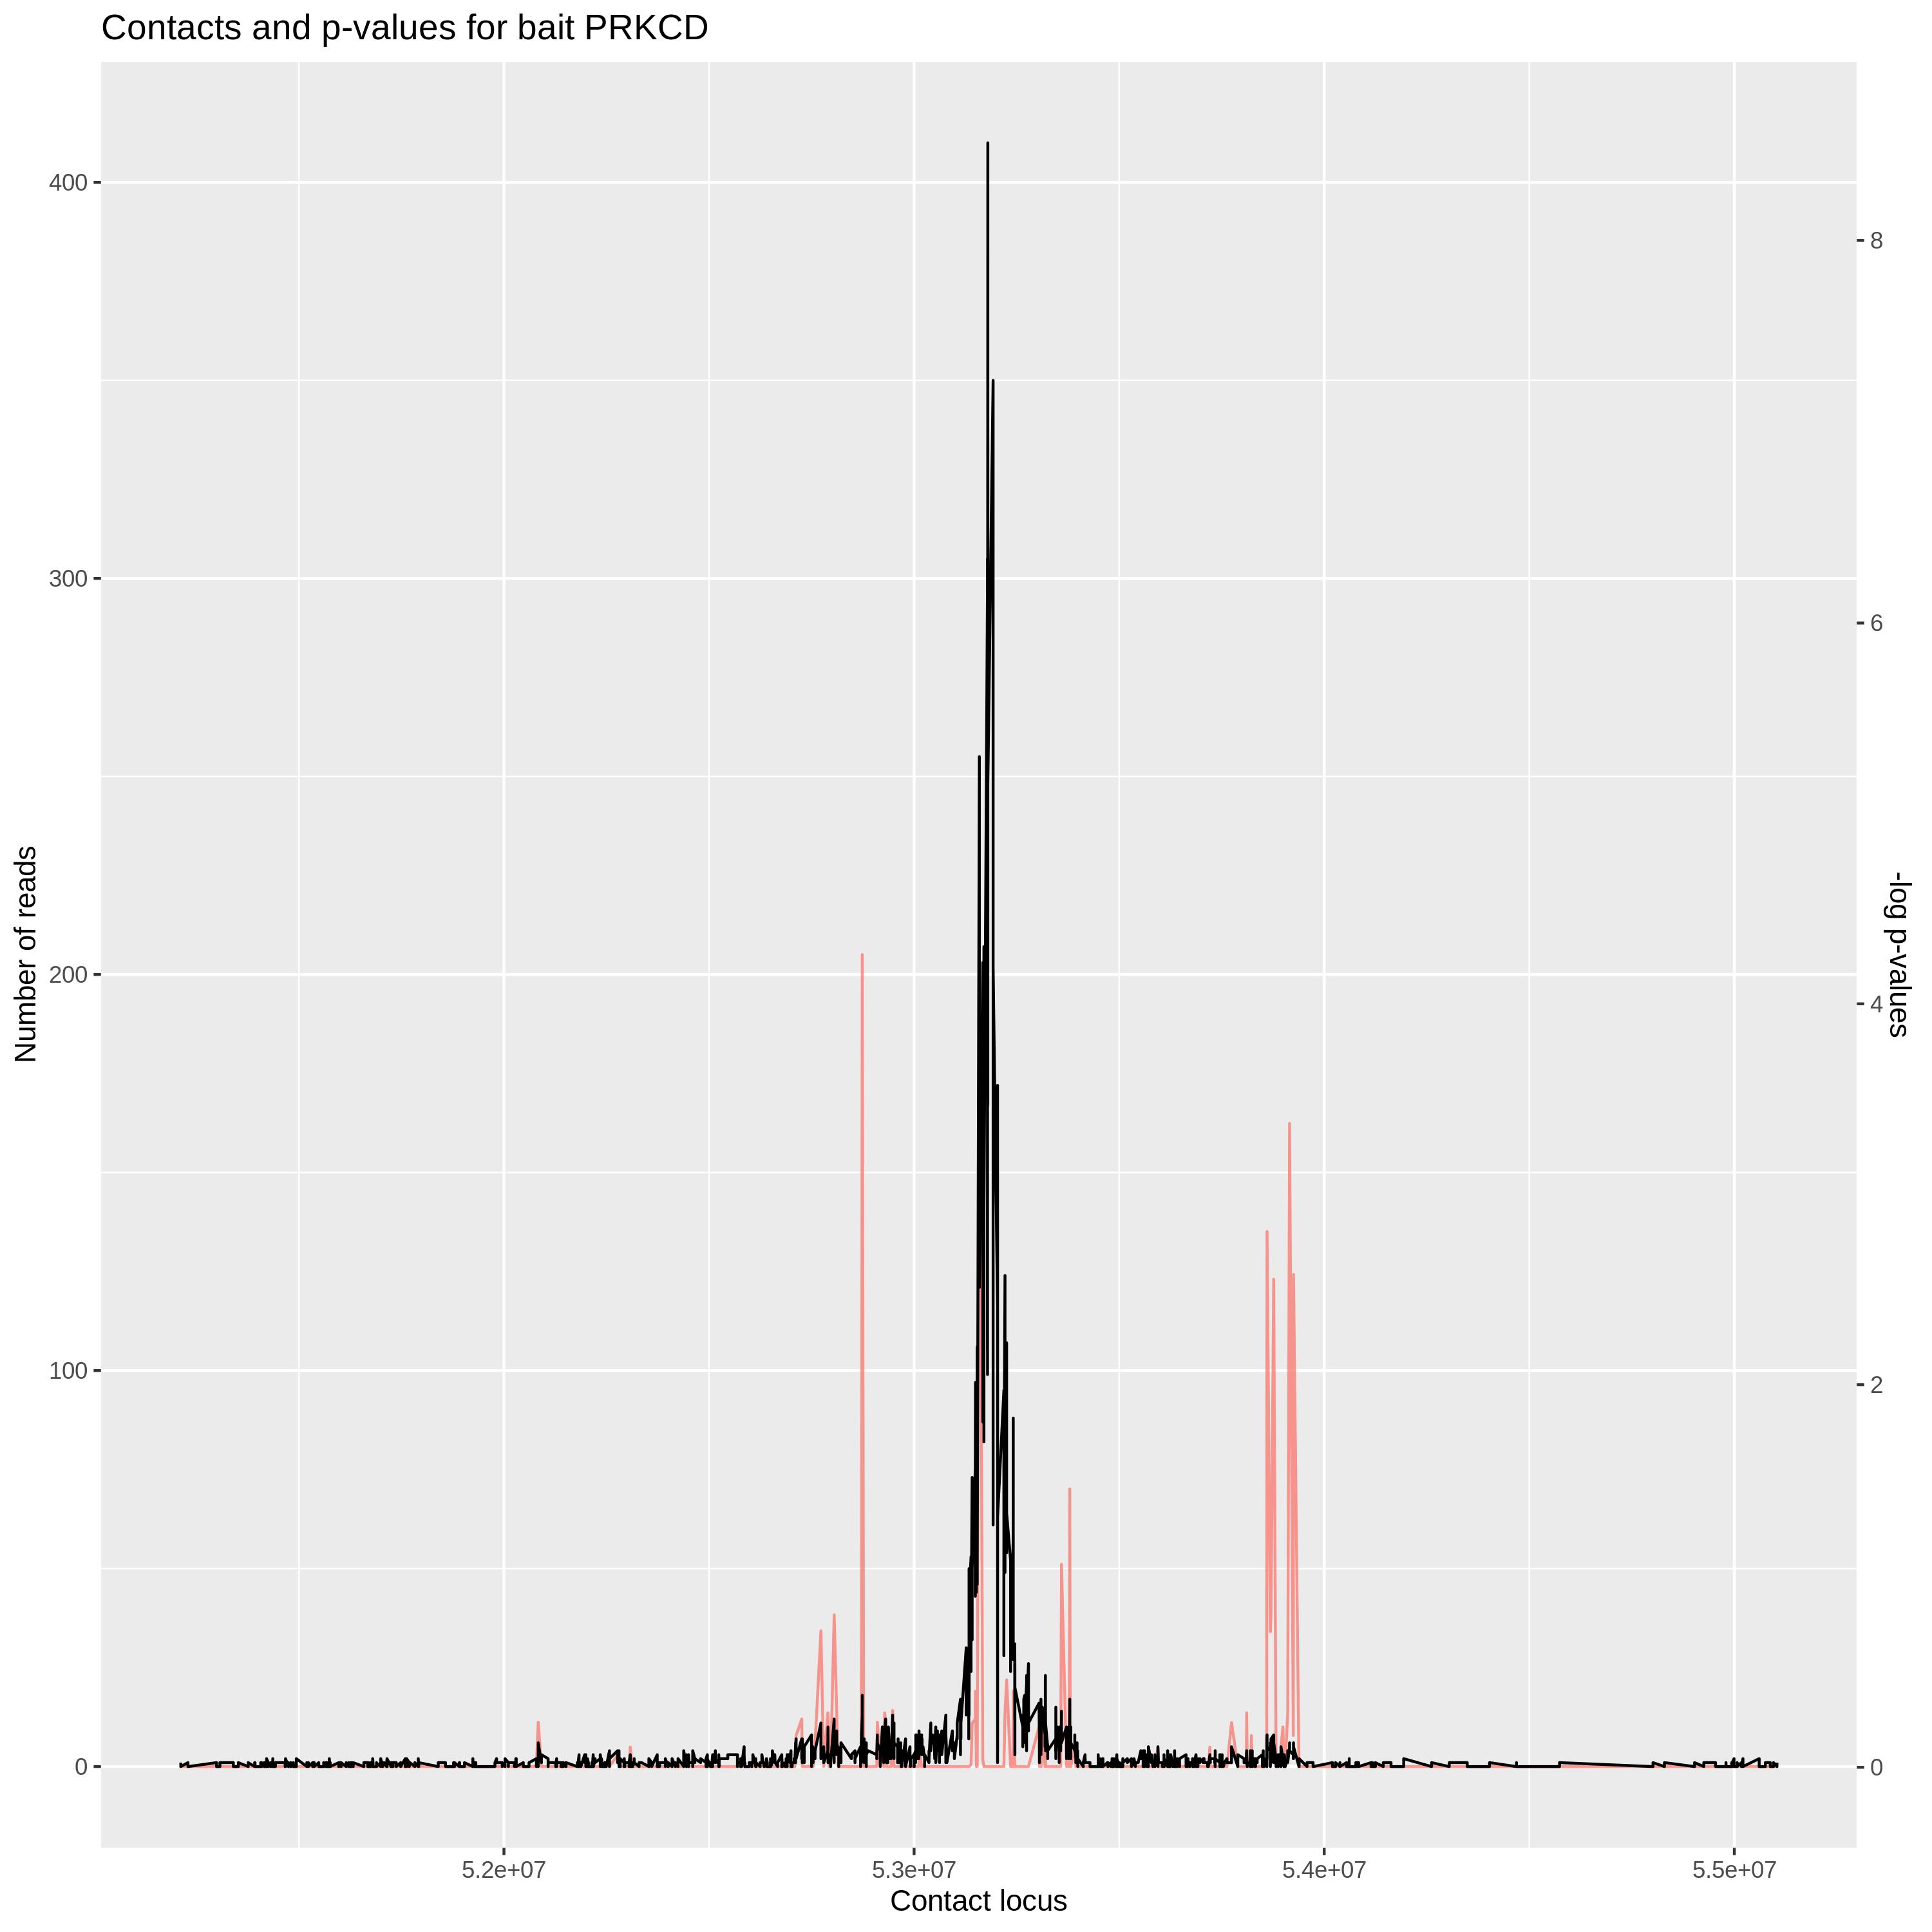 Contacts and p-values for bait PRKCD
400
300
200
100
0
Number of reads
8
6
4
2
0
-log p-values
5.2e+07
5.3e+07
5.4e+07
5.5e+07
Contact locus